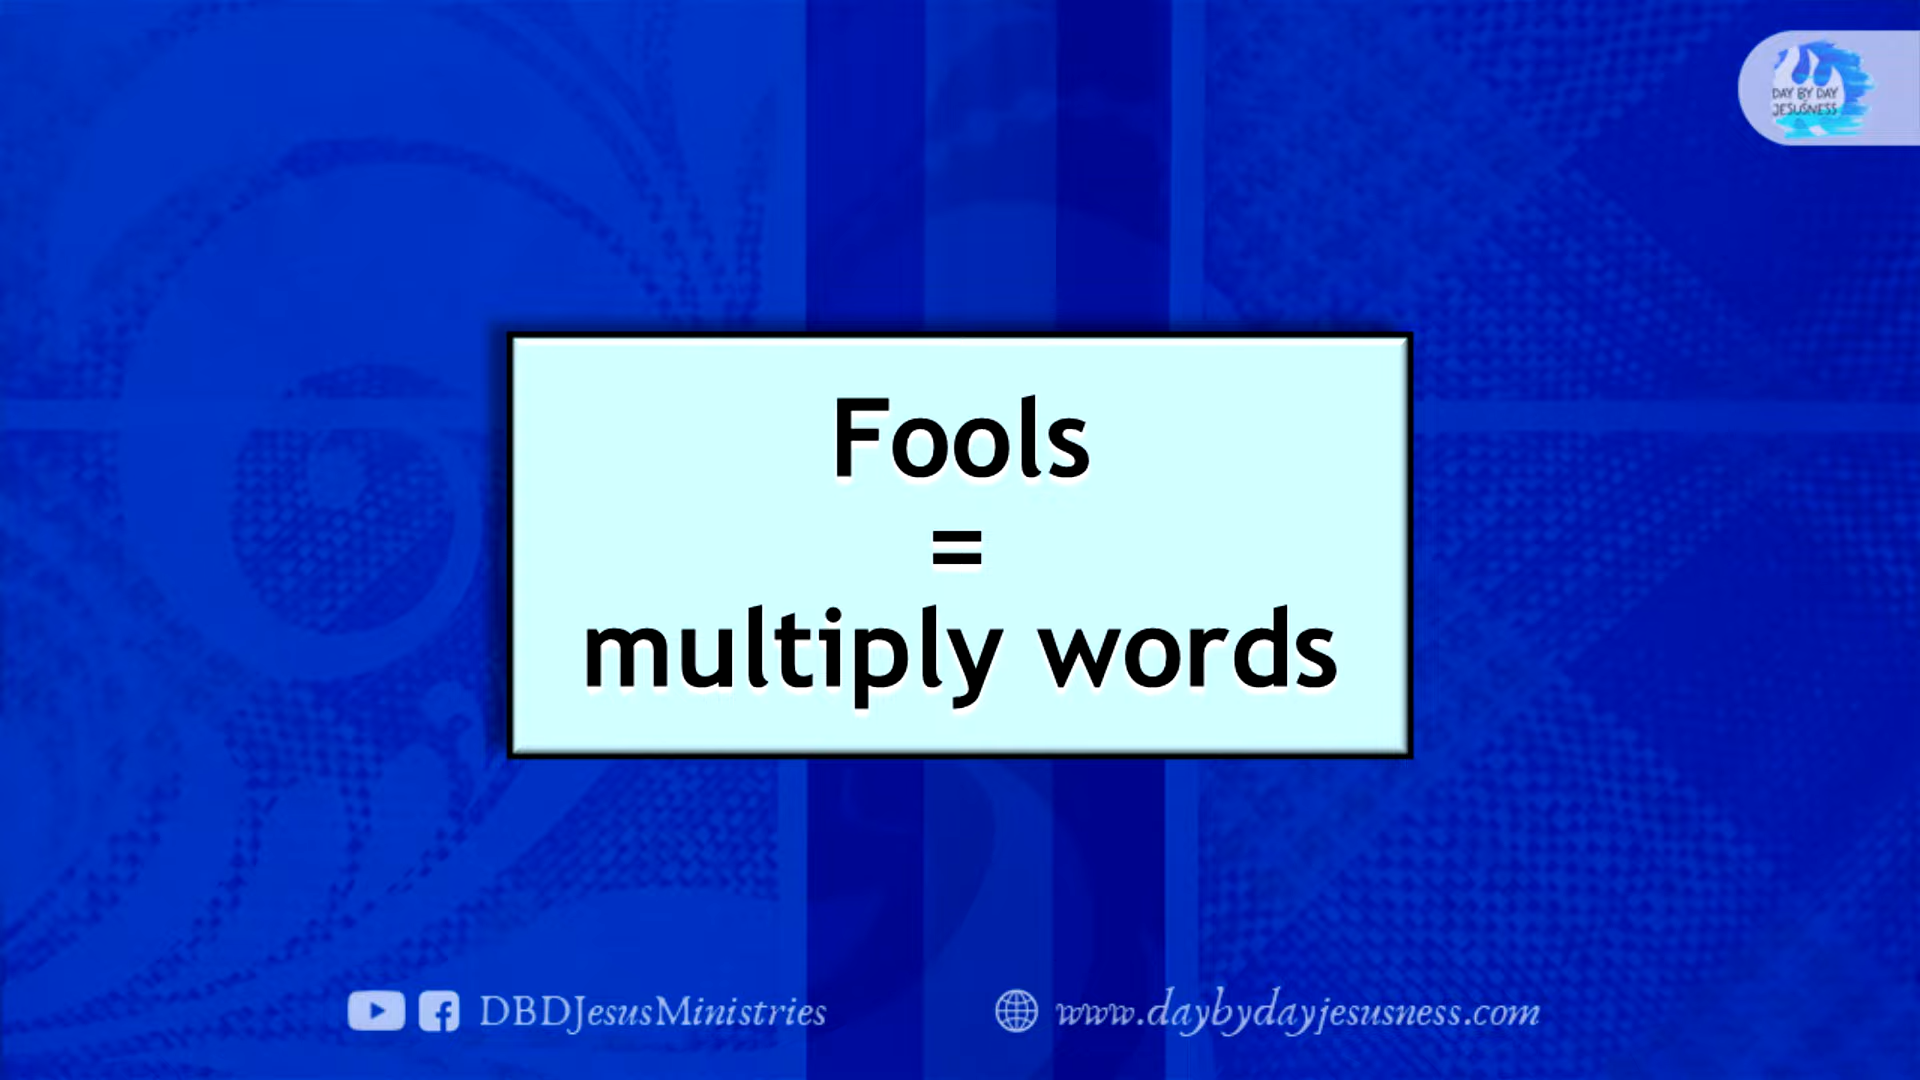 DAY BY DAY
JESUSNESS
Fools
=
multiply words
DBDJesusMinistries
www.daybydayjesusness.com